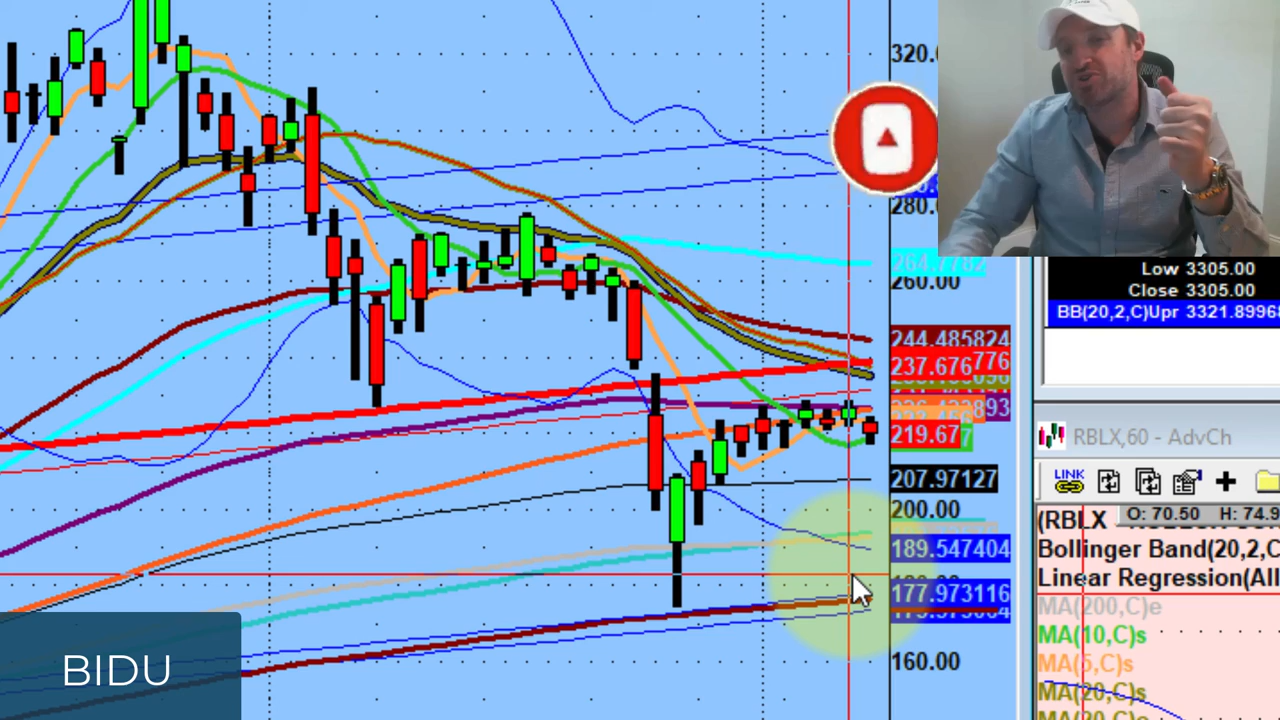 320.
280.
264.7782
260.00
244.485824
237.676776
893
219.67
207.97127
200.00
189.547404
177.973116
160.00
BIDU
Low 3305.00
Close 3305.00
BB(20,2,C)Upr 3321.8996
RBLX,60 - AdvCh
LINK
O: 70.50 H: 74.9
(RBLX
Bollinger Band(20,2,C
Linear Regression(All
MA(200,C)e
MA(10,C)s
MA(5,C)s
MA(20,C)s